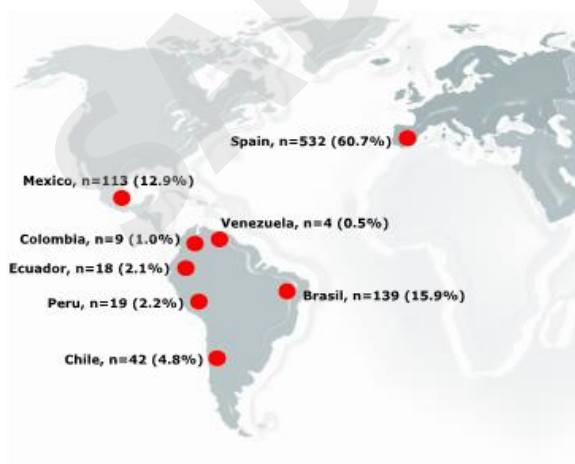 Spain, n=532 (60.7%)
Mexico, n=113 (12.9%)
Venezuela, n=4 (0.5%)
Colombia, n=9 (1.0%)
Ecuador, n=18 (2.1%)
Peru, n=19 (2.2%)
Brasil, n=139 (15.9%)
Chile, n=42 (4.8%)